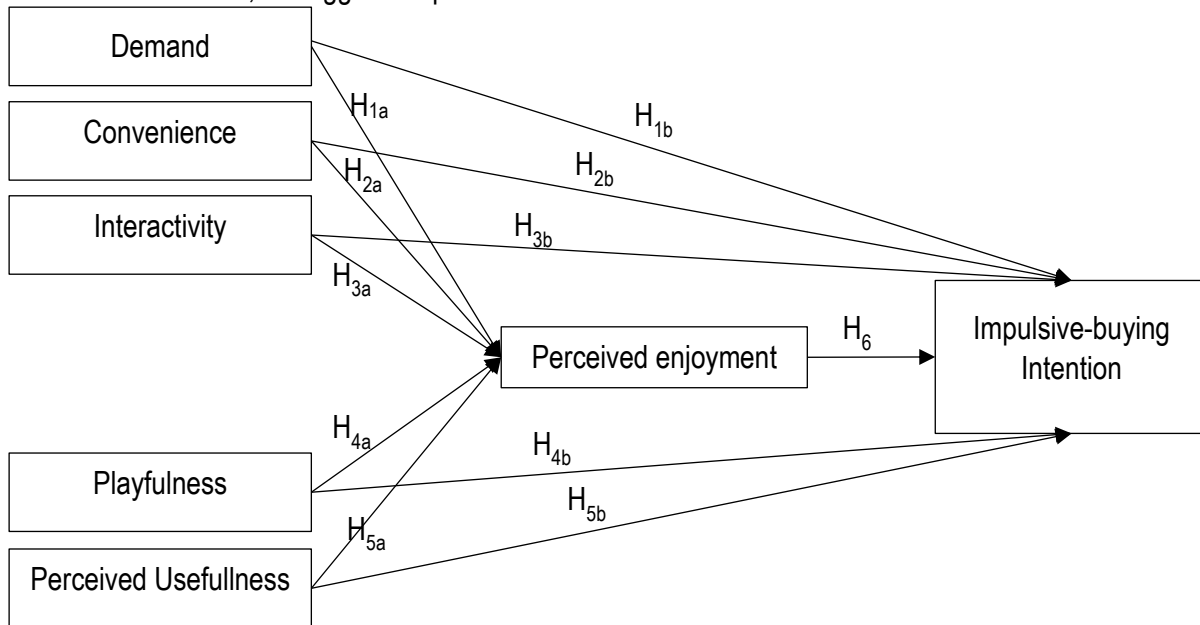 Demand
H1a
H1b
Convenience
H2a
H2b
Interactivity
H3b
H3a
Perceived enjoyment
H6
Impulsive-buying
Intention
H4a
H4b
Playfulness
H5b
H5a
Perceived Usefullness